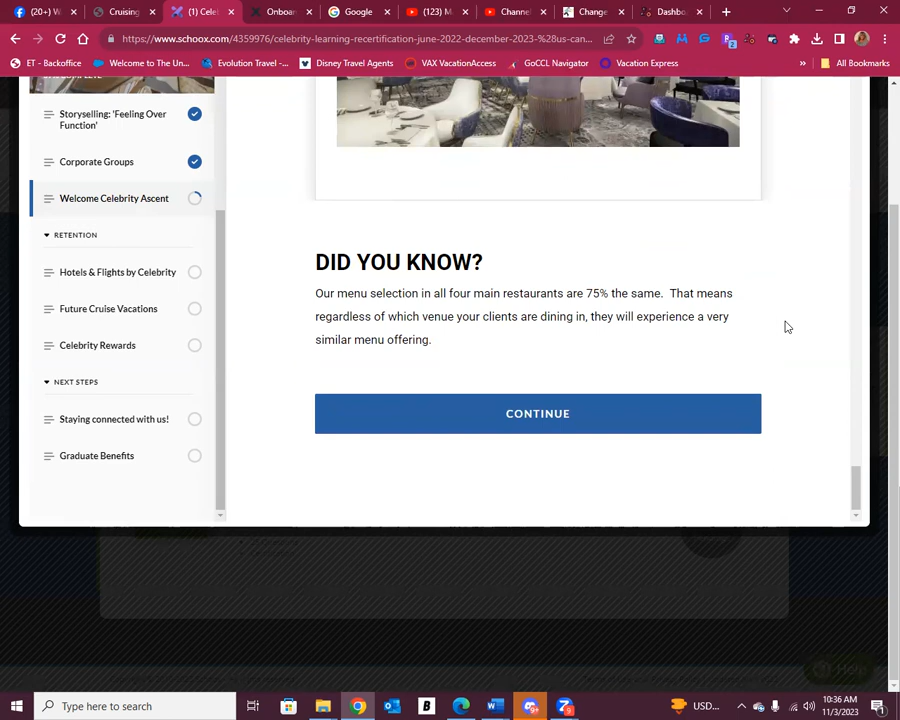 (20+) W
Cruising
(1) Cele
Onboar
Google
(123) M
Channel
Change
Dashbo
https://www.schoox.com/4359976/celebrity-learning-recertification-june-2022-december-2023-%28us-can...
2
ET - Backoffice
Welcome to The Un...
Evolution Travel -...
Disney Travel Agents
VAX VacationAccess
GoCCL Navigator
Vacation Express
»
All Bookmarks
Storyselling: 'Feeling Over
Function'
Corporate Groups
Welcome Celebrity Ascent
RETENTION
Hotels & Flights by Celebrity
Future Cruise Vacations
Celebrity Rewards
NEXT STEPS
Staying connected with us!
Graduate Benefits
DID YOU KNOW?
Our menu selection in all four main restaurants are 75% the same. That means
regardless of which venue your clients are dining in, they will experience a very
similar menu offering.
CONTINUE
Help
Type here to search
USD...
10:36 AM
11/3/2023